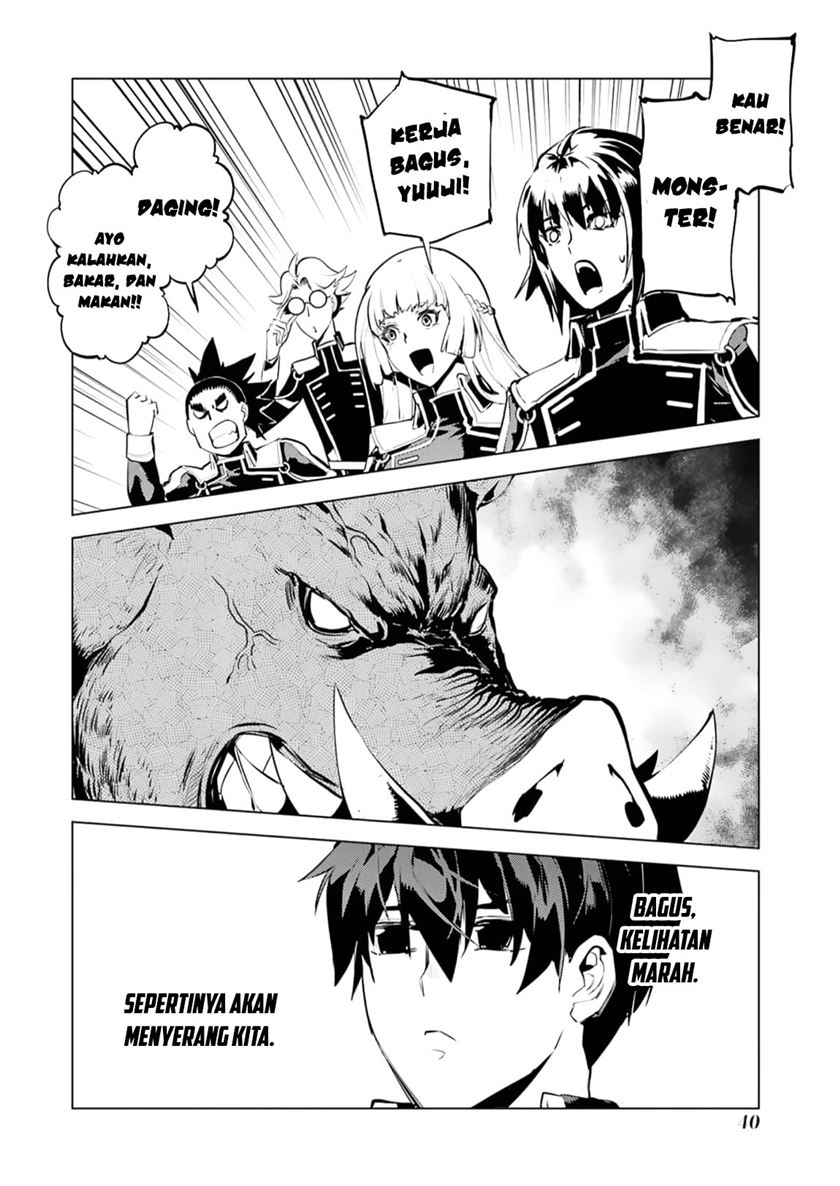 KAU
BENAR!
MONS-
TER!
KERJA
BAGUS,
YUUJI!
DAGING!
AYO
KALAHKAN,
BAKAR, DAN
MAKAN!!
BAGUS,
KELIHATAN
MARAH.
SEPERTINYA AKAN
MENYERANG KITA.
40